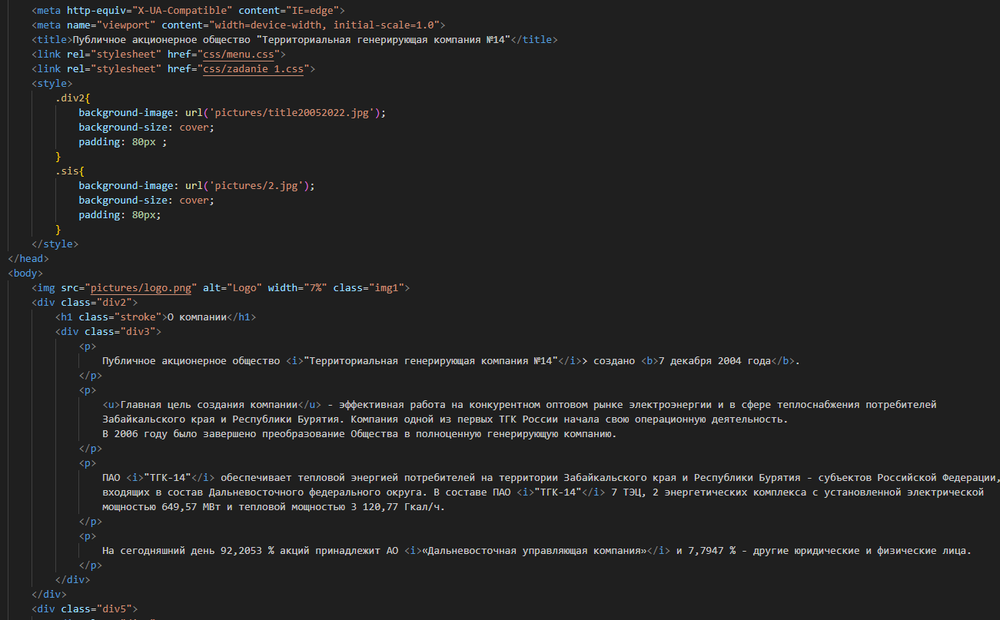 <meta http-equiv="X-UA-Compatible" content="IE=edge">
<meta name="viewport" content="width=device-width, initial-scale=1.0">
<title>Публичное акционерное общество "Территориальная генерирующая компания №14"</title>
<link rel="stylesheet" href="css/menu.css">
<link rel="stylesheet" href="css/zadanie 1.css">
<style>
.div2{
background-image: url('pictures/title20052022.jpg');
background-size: cover;
padding: 80px ;
}
.sis{
background-image: url('pictures/2.jpg');
background-size: cover;
padding: 80px;
}
</style>
</head>
<body>
<img src="pictures/logo.png" alt="Logo" width="7%" class="img1">
<div class="div2">
<h1 class="stroke">О компании</h1>
<div class="div3">
<p>
Публичное акционерное общество <i>"Территориальная генерирующая компания №14"</i>> создано <b>7 декабря 2004 года</b>.
</p>
<p>
<u>Главная цель создания компании</u> - эффективная работа на конкурентном оптовом рынке электроэнергии и в сфере теплоснабжения потребителей
Забайкальского края и Республики Бурятия. Компания одной из первых ТГК России начала свою операционную деятельность.
В 2006 году было завершено преобразование Общества в полноценную генерирующую компанию.
</p>
<p>
ПАО <i>"ТГК-14"</i> обеспечивает тепловой энергией потребителей на территории Забайкальского края и Республики Бурятия - субъектов Российской Федерации,
входящих в состав Дальневосточного федерального округа. В составе ПАО <i>"ТГК-14"</i> 7 ТЭЦ, 2 энергетических комплекса с установленной электрической
мощностью 649,57 МВт и тепловой мощностью 3 120,77 Гкал/ч.
</p>
<p>
На сегодняшний день 92,2053 % акций принадлежит АО <i>«Дальневосточная управляющая компания»</i> и 7,7947 % - другие юридические и физические лица.
</p>
</div>
</div>
<div class="div5">